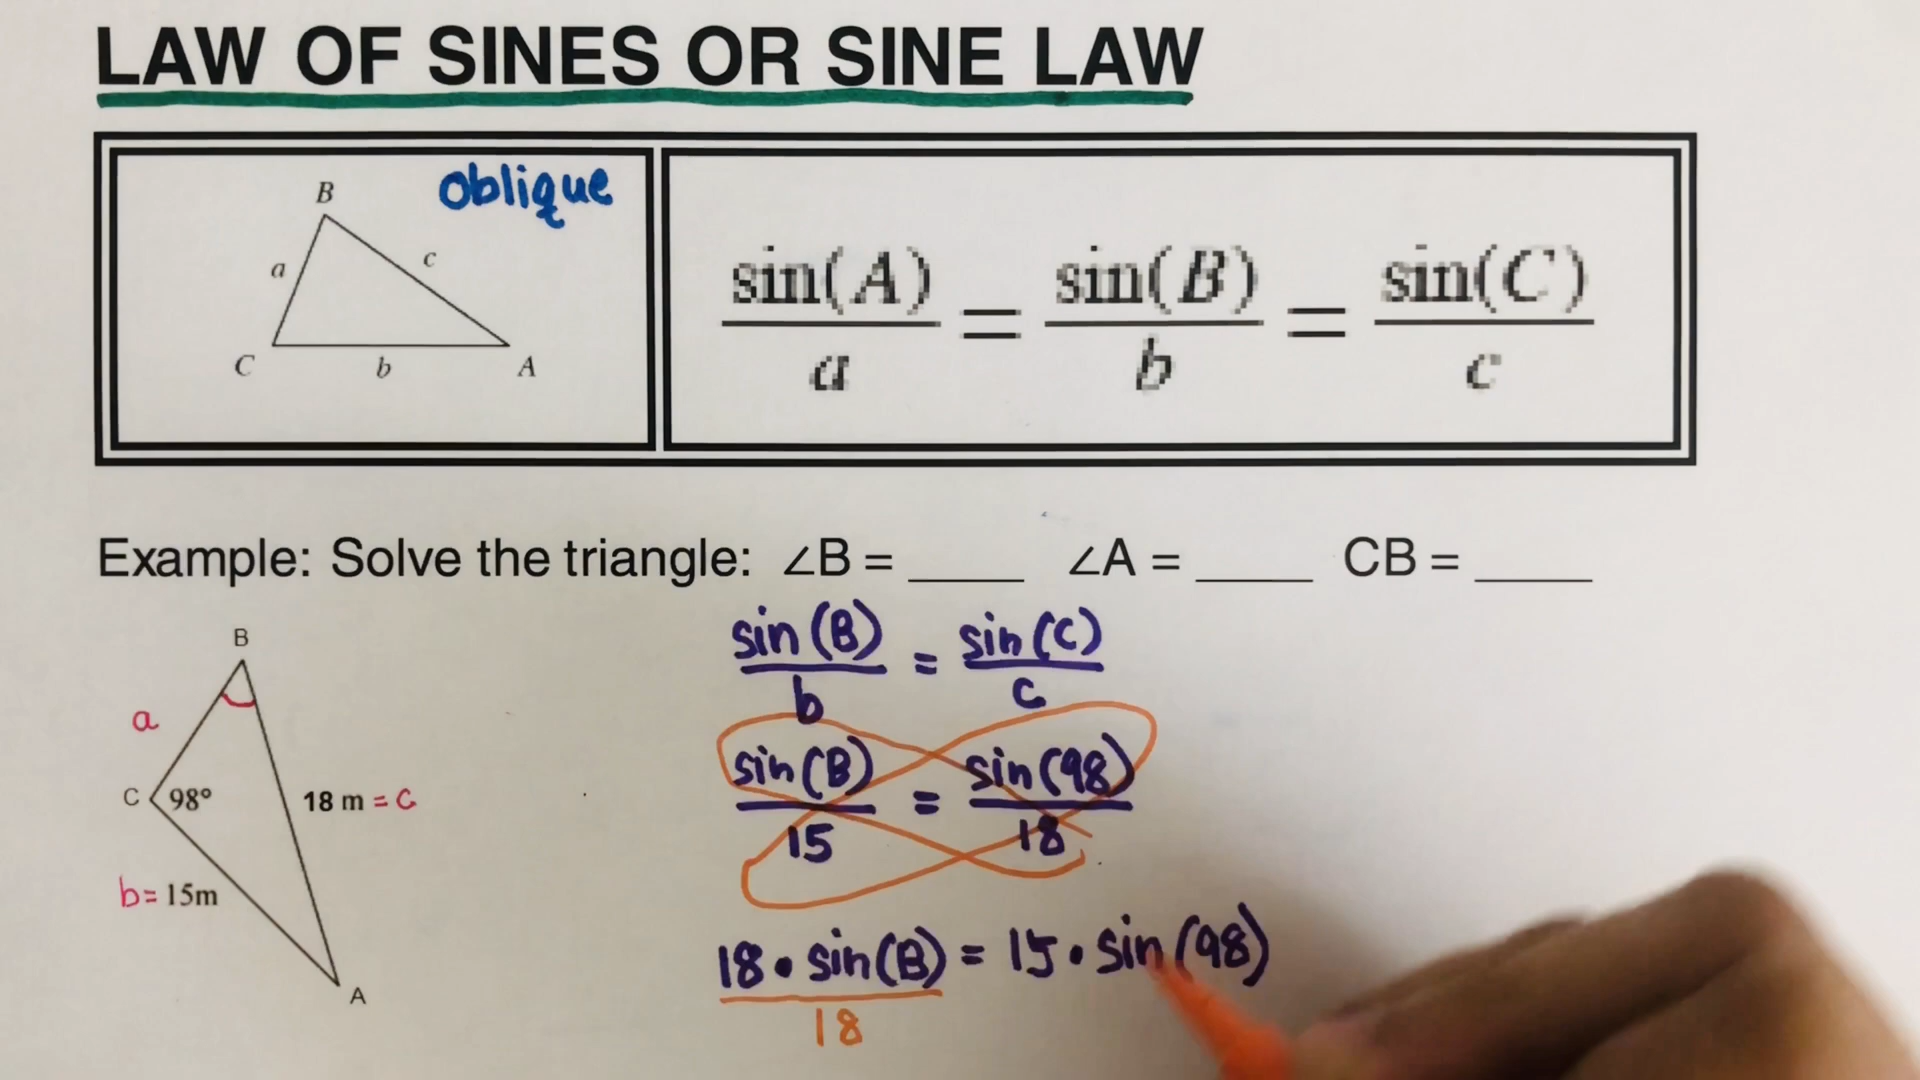 LAW OF SINES OR SINE LAW
Oblique
B
a
c
C
b
A
sin(A)/a = sin(B)/b = sin(C)/c
Example: Solve the triangle: ∠B = ____ ∠A = ____ CB = ____
B
a
C 98°
18 m = c
b = 15m
A
sin(B)/b = sin(C)/c
sin(B)/15 = sin(98)/18
18 • sin(B) = 15 • sin(98)
18